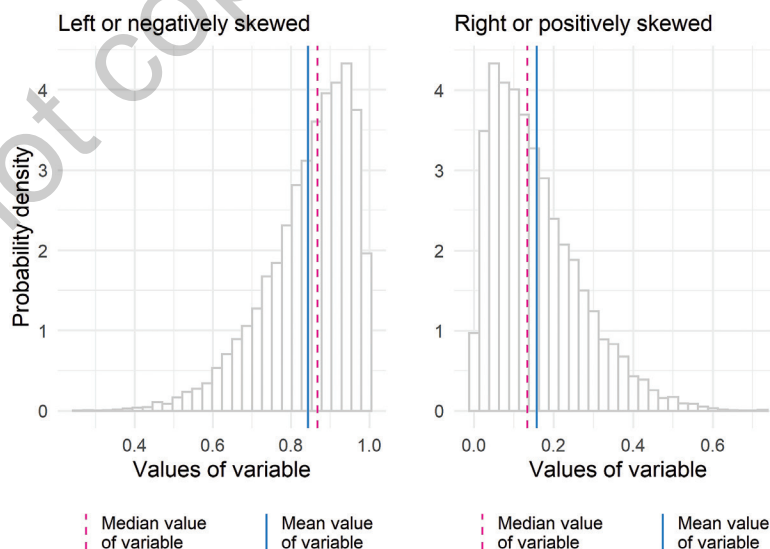 Left or negatively skewed
Right or positively skewed
Probability density
4
3
2
1
0
0.4 0.6 0.8 1.0
Values of variable
4
3
2
1
0
0.0 0.2 0.4 0.6
Values of variable
Median value
of variable
Mean value
of variable
Median value
of variable
Mean value
of variable
not